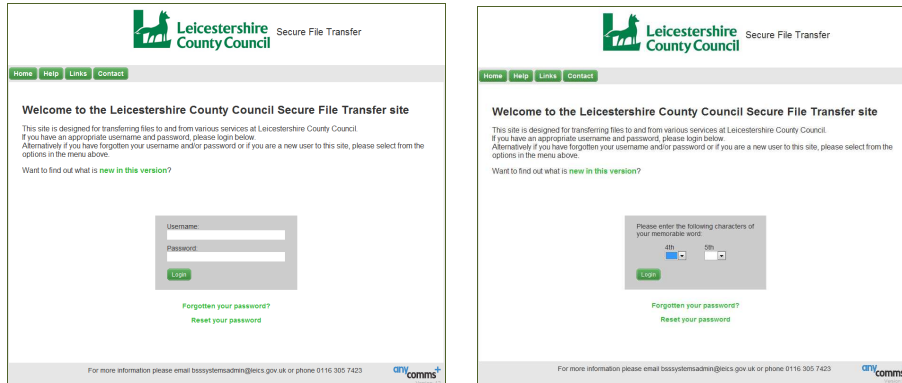 Leicestershire
County Council
Secure File Transfer
Home Help Links Contact
Welcome to the Leicestershire County Council Secure File Transfer site
This site is designed for transferring files to and from various services at Leicestershire County Council.
If you have an appropriate username and password, please login below.
Alternatively if you have forgotten your username and/or password or if you are a new user to this site, please select from the
options in the menu above.
Want to find out what is new in this version?
Username:
Password:
Login
Forgotten your password?
Reset your password
For more information please email bsssystemsadmin@leics.gov.uk or phone 0116 305 7423
anycomms+
Leicestershire
County Council
Secure File Transfer
Home Help Links Contact
Welcome to the Leicestershire County Council Secure File Transfer site
This site is designed for transferring files to and from various services at Leicestershire County Council.
If you have an appropriate username and password, please login below.
Alternatively if you have forgotten your username and/or password or if you are a new user to this site, please select from the
options in the menu above.
Want to find out what is new in this version?
Please enter the following characters of
your memorable word:
4th 5th
Login
Forgotten your password?
Reset your password
For more information please email bsssystemsadmin@leics.gov.uk or phone 0116 305 7423
anycomms